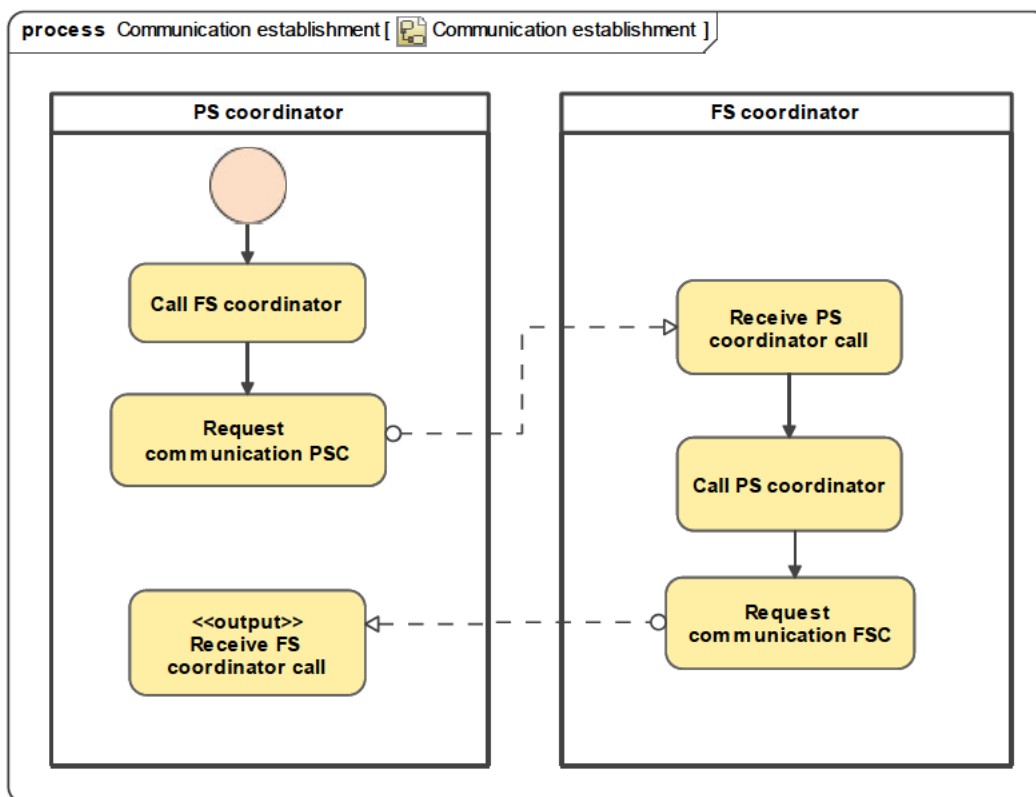 process Communication establishment [ Communication establishment ]
PS coordinator
FS coordinator
Call FS coordinator
Request
communication PSC
<<output>>
Receive FS
coordinator call
Receive PS
coordinator call
Call PS coordinator
Request
communication FSC